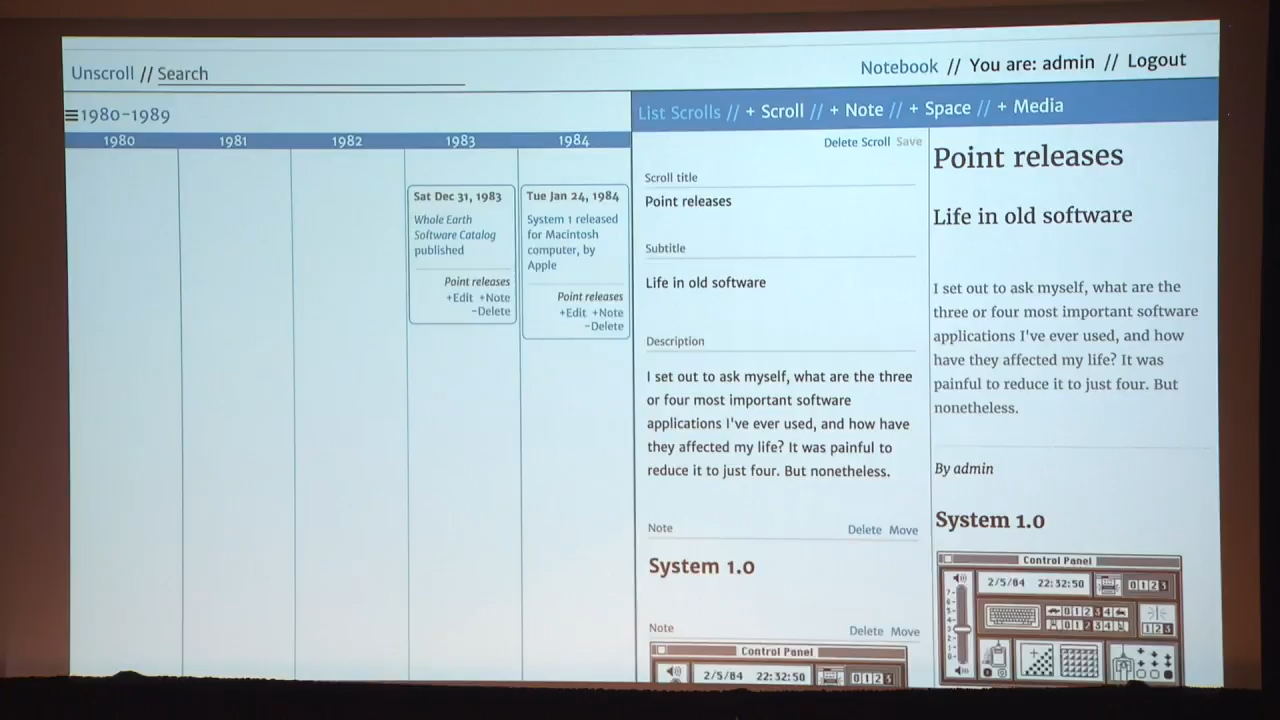 Unscroll // Search
Notebook // You are: admin // Logout
1980-1989
1980 1981 1982 1983 1984
Sat Dec 31, 1983
Whole Earth
Software Catalog
published
Point releases
+Edit +Note
-Delete
Tue Jan 24, 1984
System 1 released
for Macintosh
computer, by
Apple
Point releases
+Edit +Note
-Delete
List Scrolls // + Scroll // + Note // + Space // + Media
Delete Scroll Save
Scroll title
Point releases
Subtitle
Life in old software
Description
I set out to ask myself, what are the three
or four most important software
applications I've ever used, and how have
they affected my life? It was painful to
reduce it to just four. But nonetheless.
Note Delete Move
System 1.0
Note Delete Move
Control Panel
2/5/84 22:32:50 0123
Point releases
Life in old software
I set out to ask myself, what are the
three or four most important software
applications I've ever used, and how
have they affected my life? It was
painful to reduce it to just four. But
nonetheless.
By admin
System 1.0
Control Panel
2/5/84 22:32:50 0123
01234
01234
123